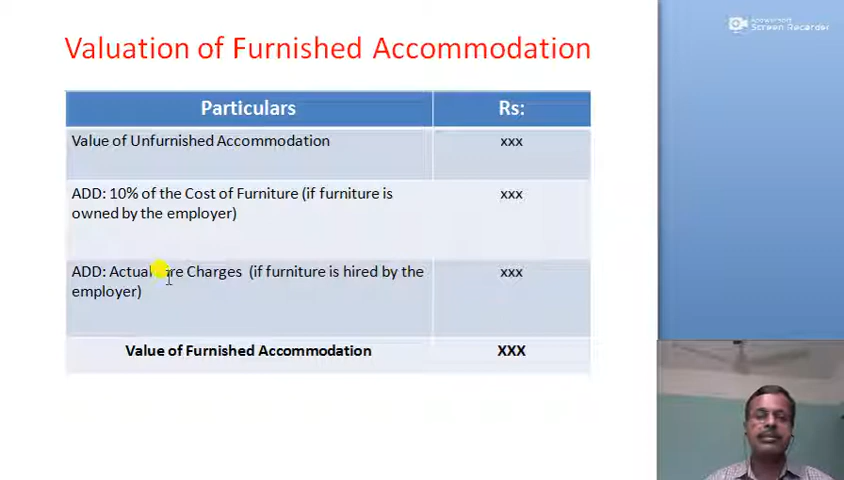 Valuation of Furnished Accommodation
Particulars
Rs:
Value of Unfurnished Accommodation
xxx
ADD: 10% of the Cost of Furniture (if furniture is
owned by the employer)
xxx
ADD: Actual Charges (if furniture is hired by the
employer)
xxx
Value of Furnished Accommodation
XXX
Screen Recorder